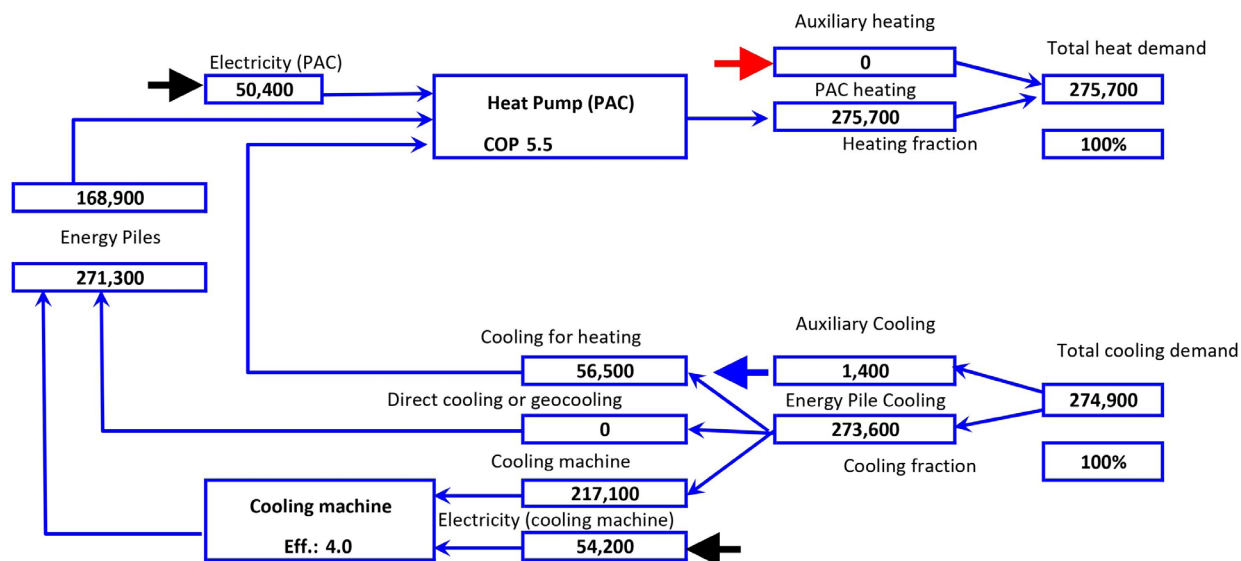 Auxiliary heating
Electricity (PAC)
Total heat demand
0
50,400
Heat Pump (PAC)
PAC heating
275,700
275,700
COP 5.5
Heating fraction
100%
168,900
Energy Piles
271,300
Cooling for heating
Auxiliary Cooling
Total cooling demand
56,500
1,400
Direct cooling or geocooling
Energy Pile Cooling
274,900
0
273,600
Cooling machine
Cooling fraction
100%
217,100
Cooling machine
Electricity (cooling machine)
Eff.: 4.0
54,200